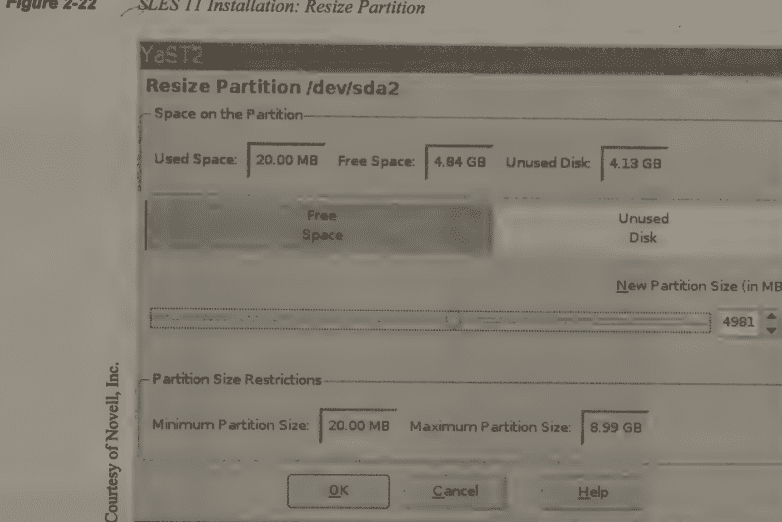 Figure 2-22 SLES 11 Installation: Resize Partition
YaST2
Resize Partition /dev/sda2
Space on the Partition
Used Space: 20.00 MB Free Space: 4.84 GB Unused Disk: 4.13 GB
Free Unused
Space Disk
New Partition Size (in MB
4981
Partition Size Restrictions
Minimum Partition Size: 20.00 MB Maximum Partition Size: 8.99 GB
OK Cancel Help
Courtesy of Novell, Inc.